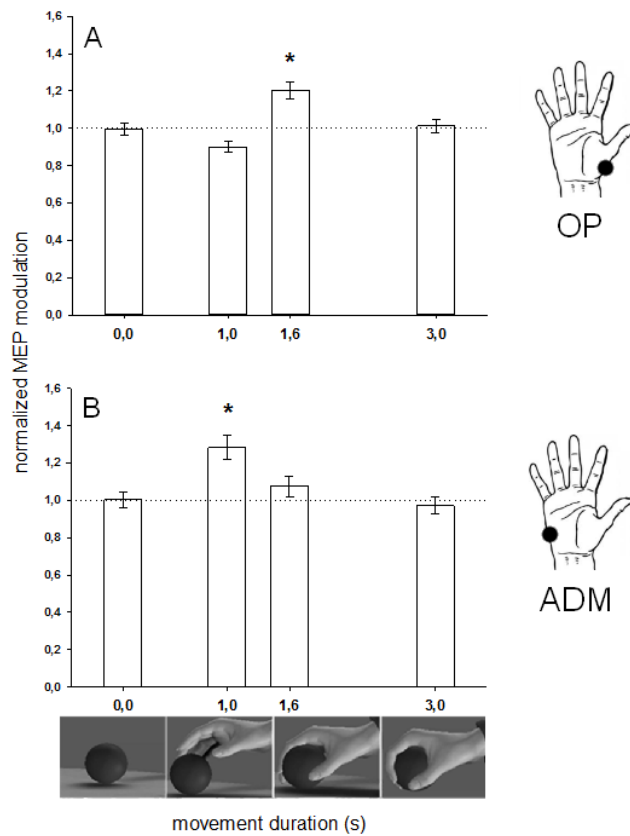 A
normalized MEP modulation
1,6
1,4
1,2
1,0
0,8
0,6
0,4
0,2
0,0
*
0,0 1,0 1,6 3,0
OP
B
1,6
1,4
1,2
1,0
0,8
0,6
0,4
0,2
0,0
*
0,0 1,0 1,6 3,0
ADM
movement duration (s)